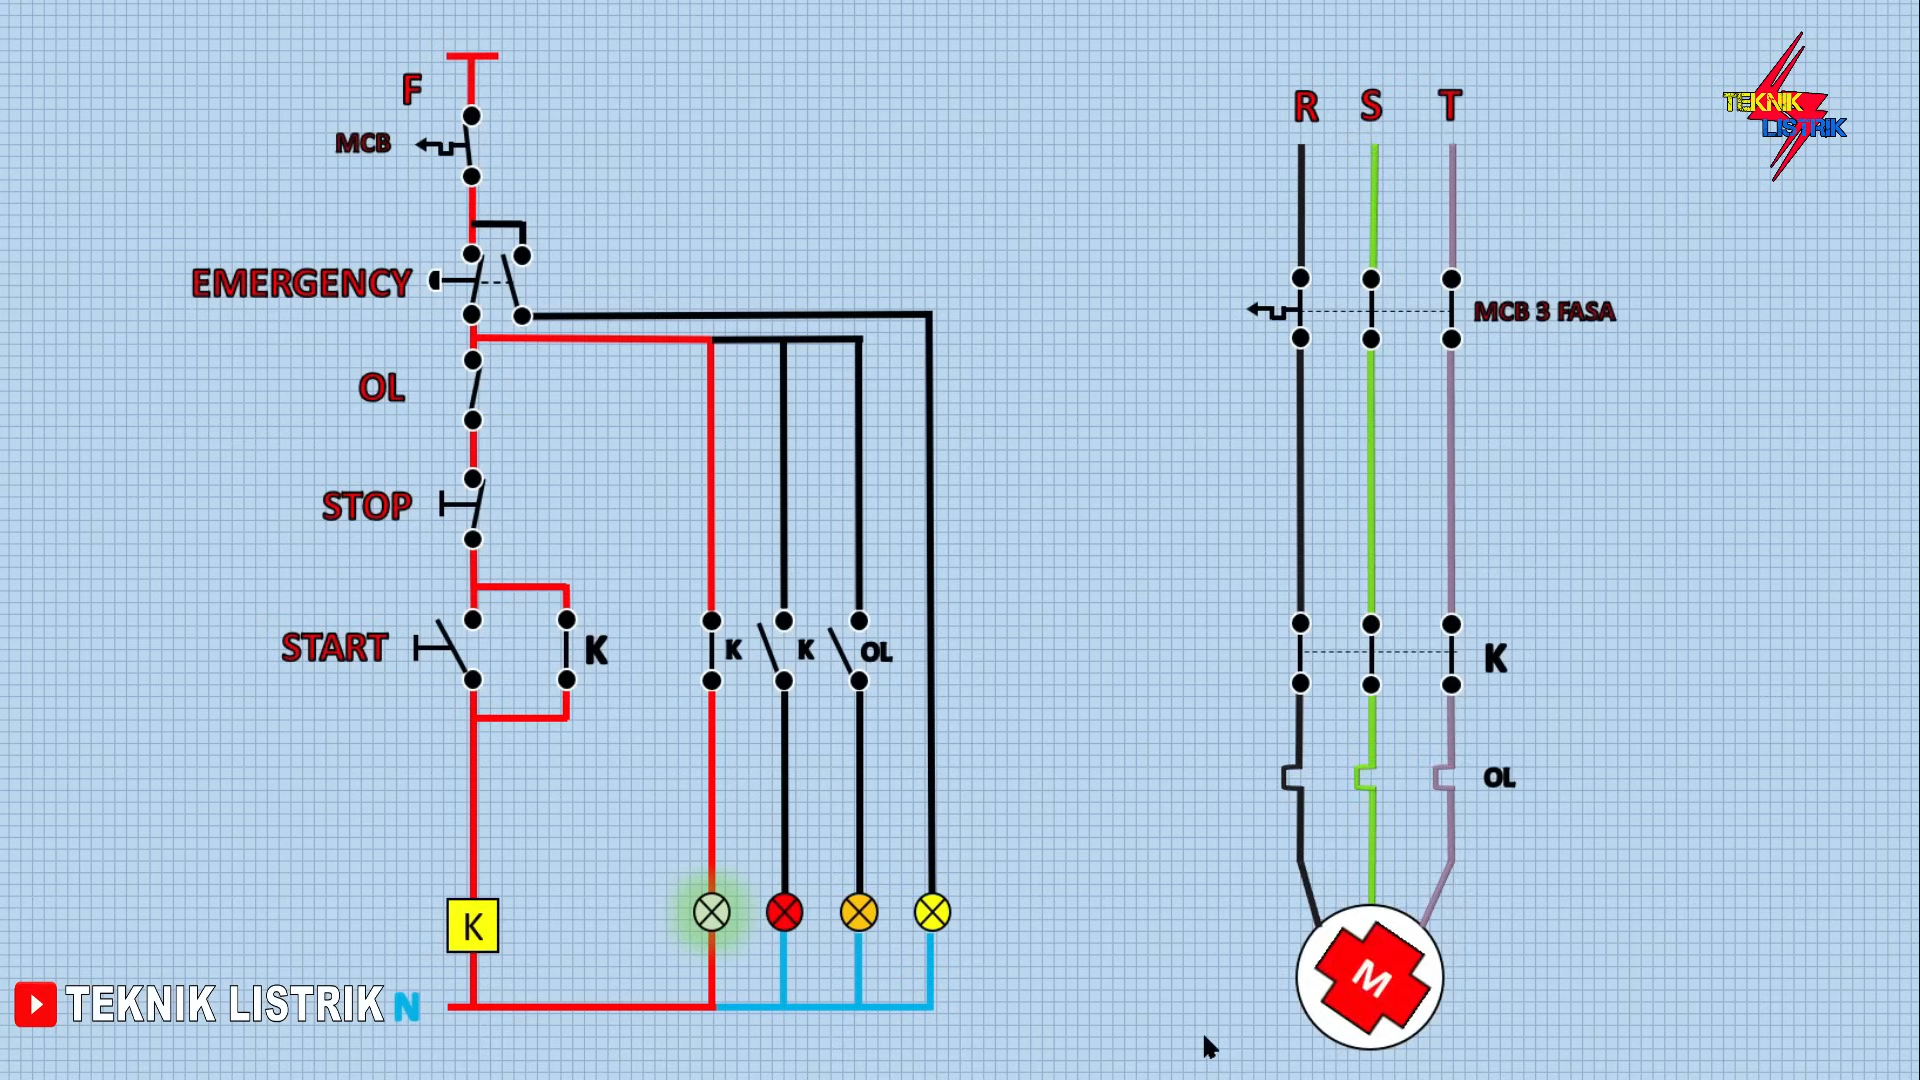 F
MCB
EMERGENCY
OL
STOP
START
K
K
K
OL
K
TEKNIK LISTRIK
N
R S T
MCB 3 FASA
K
OL
M
TEKNIK
LISTRIK